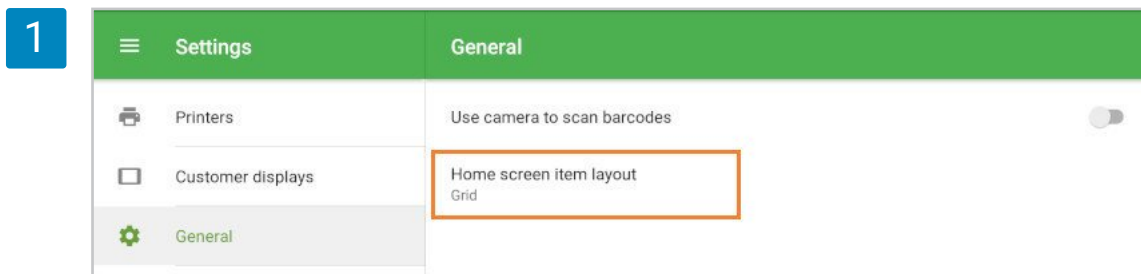 1
Settings
General
Printers
Use camera to scan barcodes
Customer displays
Home screen item layout
Grid
General